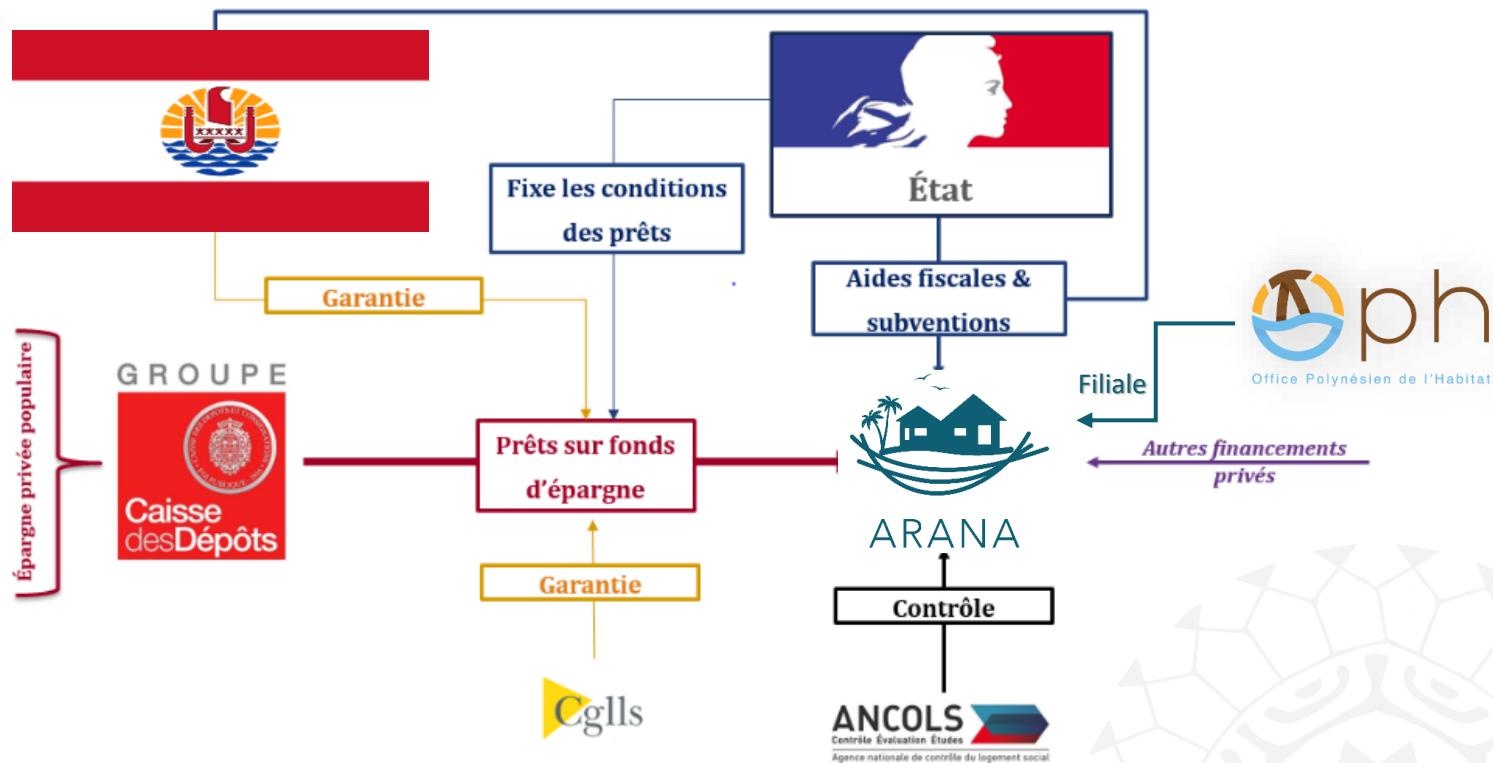 État
Fixe les conditions
des prêts
Aides fiscales &
subventions
Garantie
Oph
Office Polynésien de l'Habitat
Filiale
Épargne privée populaire
GROUPE
Caisse
desDépôts
Prêts sur fonds
d'épargne
Autres financements
privés
ARANA
Garantie
Contrôle
Cglls
ANCOLS
Contrôle Évaluation Études
Agence nationale de contrôle du logement social